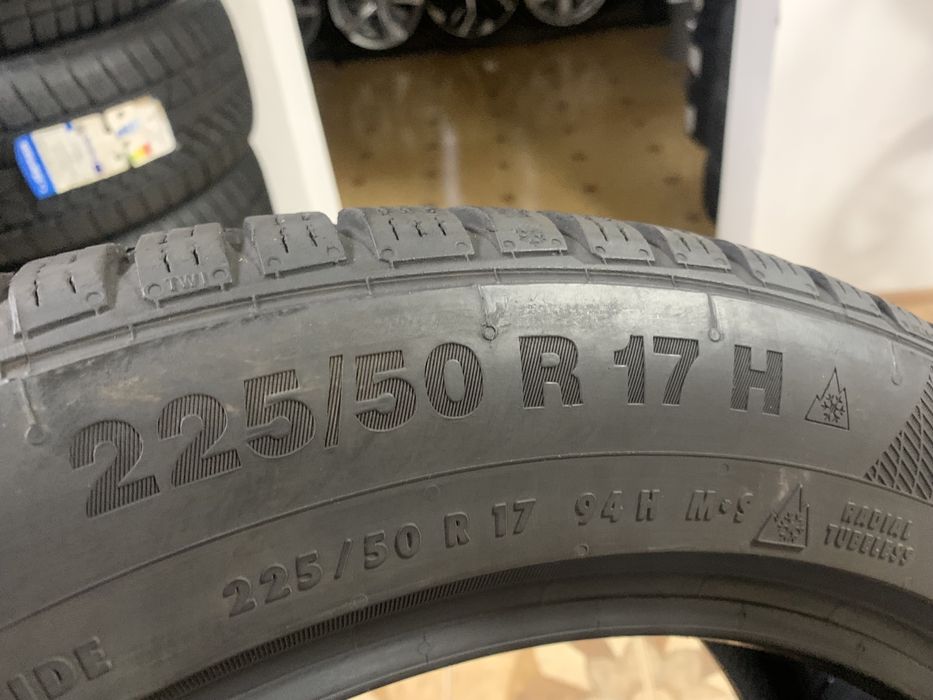 TWI
225/50 R 17 H
225/50 R 17 94 H M•S
RADIAL
TUBELESS
IDE